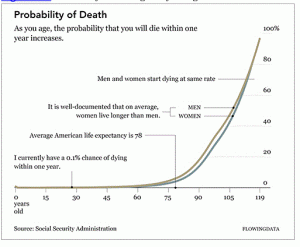 Probability of Death
As you age, the probability that you will die within one
year increases.
100%
Men and women start dying at same rate
80
60
It is well-documented that on average,
women live longer than men.
MEN
WOMEN
40
Average American life expectancy is 78
20
I currently have a 0.1% chance of dying
within one year.
0 15 30 45 60 75 90 105 119
years
old
Source: Social Security Administration
FLOWINGDATA